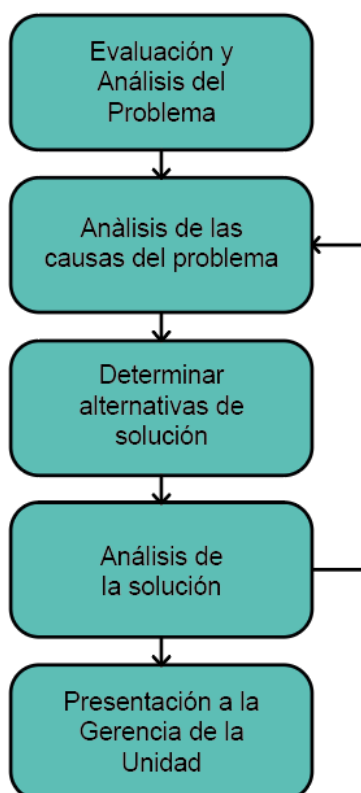 Evaluación y
Análisis del
Problema
Anàlisis de las
causas del problema
Determinar
alternativas de
solución
Análisis de
la solución
Presentación a la
Gerencia de la
Unidad